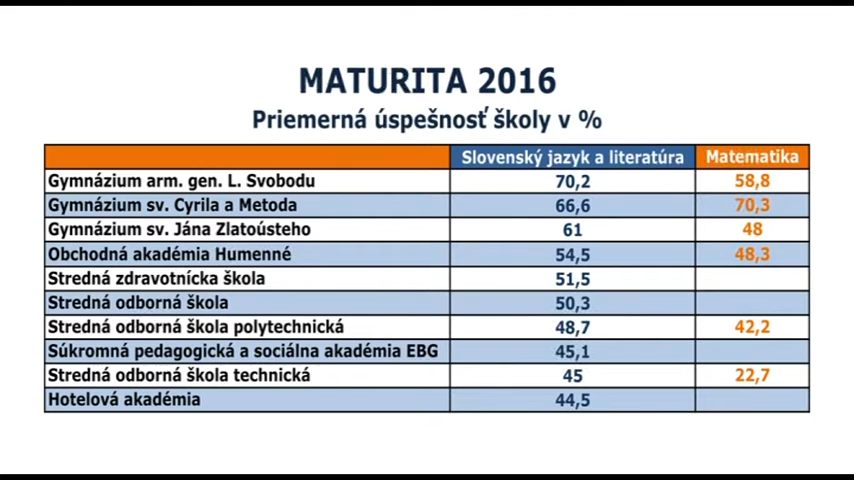 MATURITA 2016
Priemerná úspešnosť školy v %
Slovenský jazyk a literatúra Matematika
Gymnázium arm. gen. L. Svobodu 70,2 58,8
Gymnázium sv. Cyrila a Metoda 66,6 70,3
Gymnázium sv. Jána Zlatoústeho 61 48
Obchodná akadémia Humenné 54,5 48,3
Stredná zdravotnícka škola 51,5
Stredná odborná škola 50,3
Stredná odborná škola polytechnická 48,7 42,2
Súkromná pedagogická a sociálna akadémia EBG 45,1
Stredná odborná škola technická 45 22,7
Hotelová akadémia 44,5